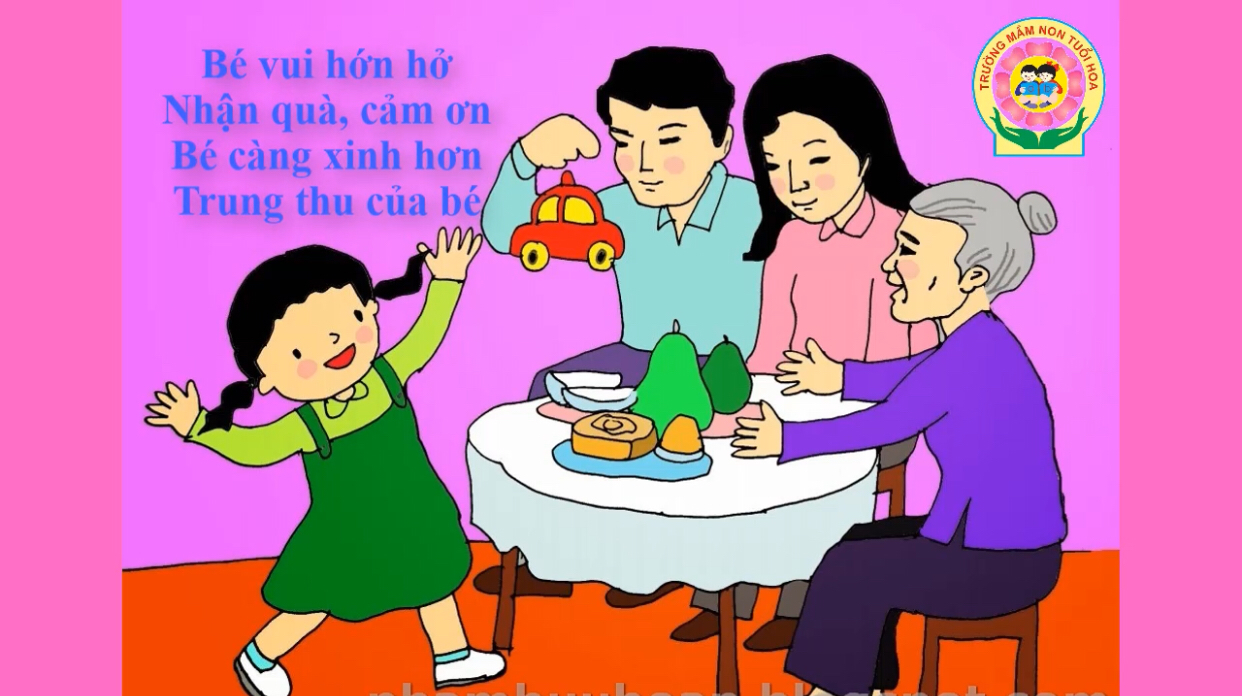 Bé vui hớn hở
Nhận quà, cảm ơn
Bé càng xinh hơn
Trung thu của bé
TRƯỜNG MẦM NON TUỔI HOA